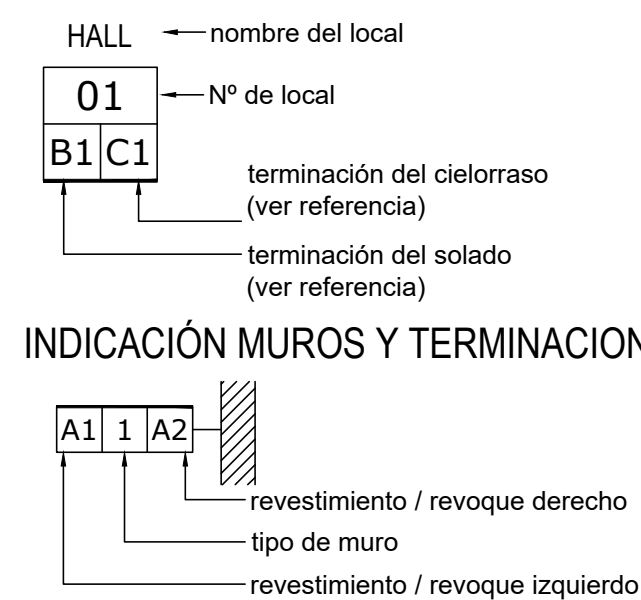 HALL
nombre del local
01
Nº de local
B1 C1
terminación del cielorraso
(ver referencia)
terminación del solado
(ver referencia)
INDICACIÓN MUROS Y TERMINACION
A1 1 A2
revestimiento / revoque derecho
tipo de muro
revestimiento / revoque izquierdo